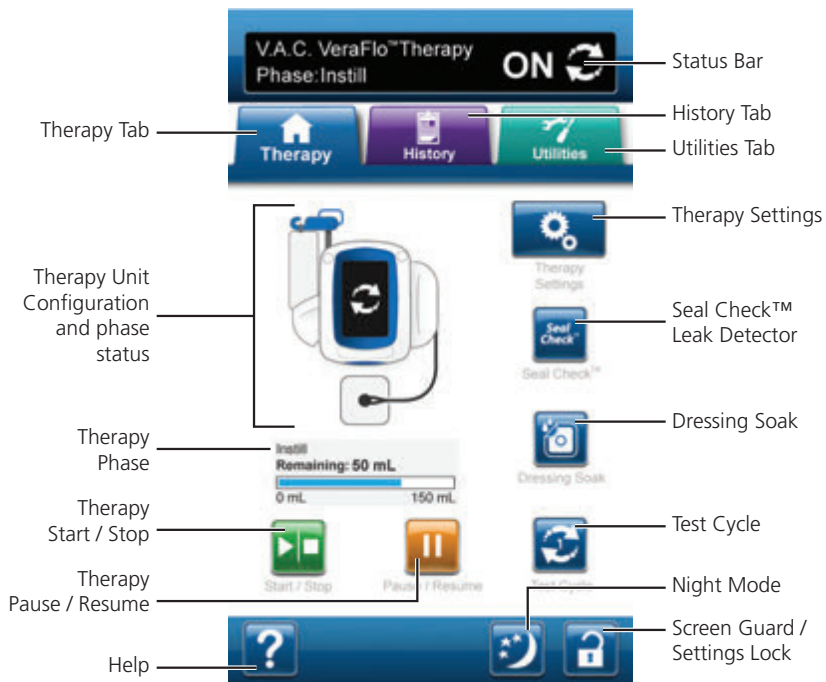 V.A.C. VeraFlo™Therapy
Phase:Instill
ON
Status Bar
Therapy Tab
Therapy
History
Utilities
History Tab
Utilities Tab
Therapy Unit
Configuration
and phase
status
Therapy
Settings
Therapy Settings
Seal
Check™
Seal Check™
Seal Check™
Leak Detector
Dressing Soak
Dressing Soak
Therapy
Phase
Instill
Remaining: 50 mL
0 mL
150 mL
Therapy
Start / Stop
Start / Stop
Therapy
Pause / Resume
Pause / Resume
1
Test Cycle
Test Cycle
Night Mode
Help
?
Screen Guard /
Settings Lock